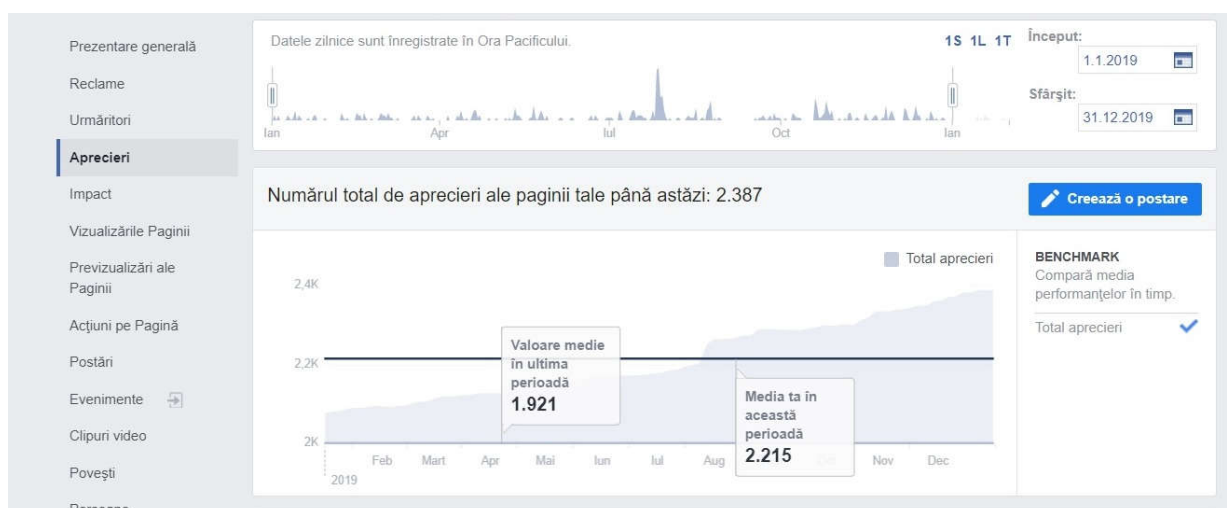 Prezentare generală
Reclame
Urmăritori
Aprecieri
Impact
Vizualizările Paginii
Previzualizări ale
Paginii
Acțiuni pe Pagină
Postări
Evenimente
Clipuri video
Povești
Datele zilnice sunt înregistrate în Ora Pacificului.
1S 1L 1T
Început:
1.1.2019
Sfârșit:
31.12.2019
Ian Apr Iul Oct Ian
Numărul total de aprecieri ale paginii tale până astăzi: 2.387
Creează o postare
Total aprecieri
2,4K
2,2K
2K
Valoare medie
în ultima
perioadă
1.921
Media ta în
această
perioadă
2.215
Feb Mart Apr Mai Iun Iul Aug Nov Dec
2019
BENCHMARK
Compară media
performanțelor în timp.
Total aprecieri